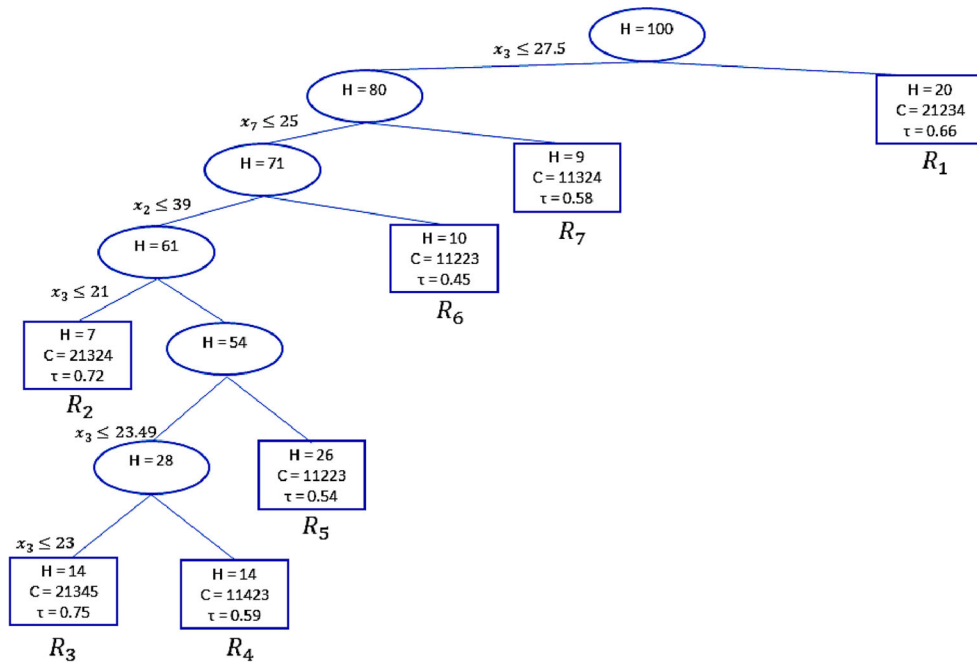 H = 100
x₃ ≤ 27.5
H = 80
H = 20
C = 21234
τ = 0.66
R₁
x₇ ≤ 25
H = 71
H = 9
C = 11324
τ = 0.58
R₇
x₂ ≤ 39
H = 61
H = 10
C = 11223
τ = 0.45
R₆
x₃ ≤ 21
H = 7
C = 21324
τ = 0.72
R₂
H = 54
x₃ ≤ 23.49
H = 28
H = 26
C = 11223
τ = 0.54
R₅
x₃ ≤ 23
H = 14
C = 21345
τ = 0.75
R₃
H = 14
C = 11423
τ = 0.59
R₄